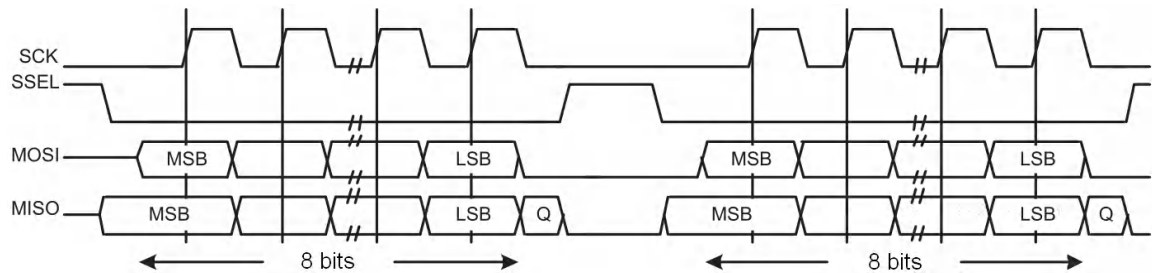 SCK
SSEL
MOSI MSB LSB MSB LSB
MISO MSB LSB Q MSB LSB Q
8 bits 8 bits